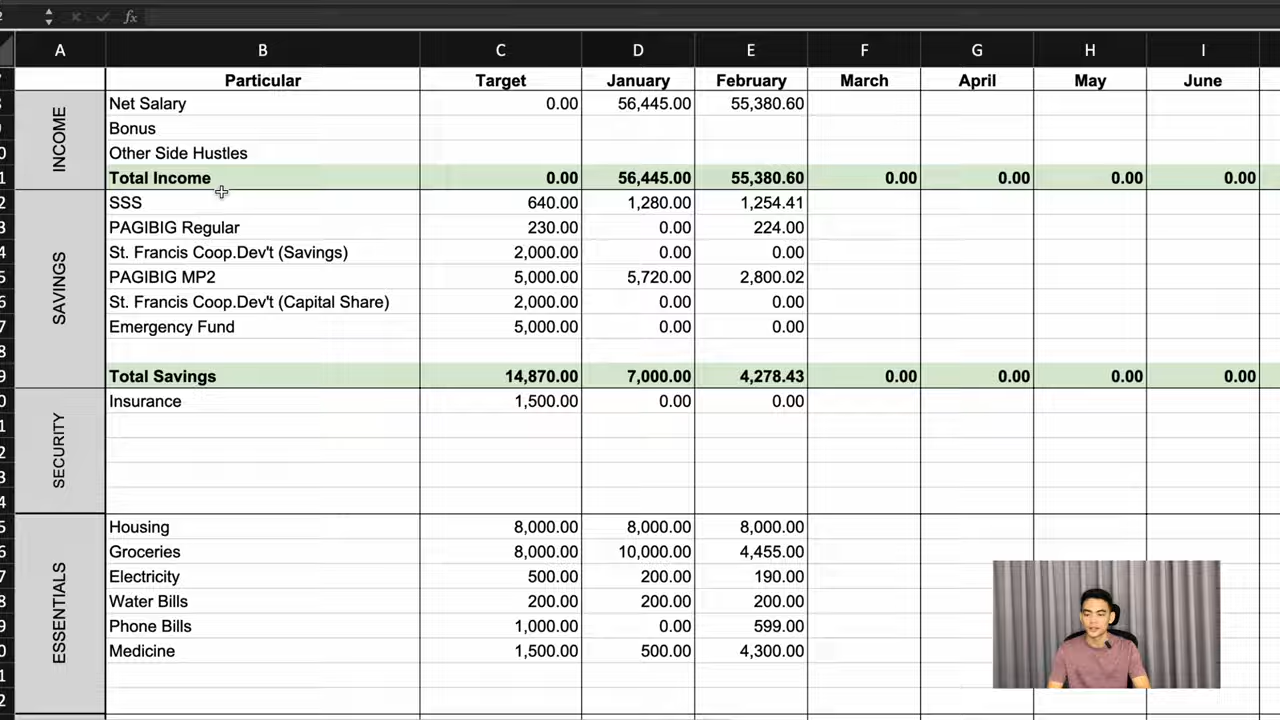 fx
A B C D E F G H I
Particular Target January February March April May June
INCOME
Net Salary 0.00 56,445.00 55,380.60
Bonus
Other Side Hustles
Total Income 0.00 56,445.00 55,380.60 0.00 0.00 0.00 0.00
SAVINGS
SSS 640.00 1,280.00 1,254.41
PAGIBIG Regular 230.00 0.00 224.00
St. Francis Coop.Dev't (Savings) 2,000.00 0.00 0.00
PAGIBIG MP2 5,000.00 5,720.00 2,800.02
St. Francis Coop.Dev't (Capital Share) 2,000.00 0.00 0.00
Emergency Fund 5,000.00 0.00 0.00
Total Savings 14,870.00 7,000.00 4,278.43 0.00 0.00 0.00 0.00
SECURITY
Insurance 1,500.00 0.00 0.00
ESSENTIALS
Housing 8,000.00 8,000.00 8,000.00
Groceries 8,000.00 10,000.00 4,455.00
Electricity 500.00 200.00 190.00
Water Bills 200.00 200.00 200.00
Phone Bills 1,000.00 0.00 599.00
Medicine 1,500.00 500.00 4,300.00